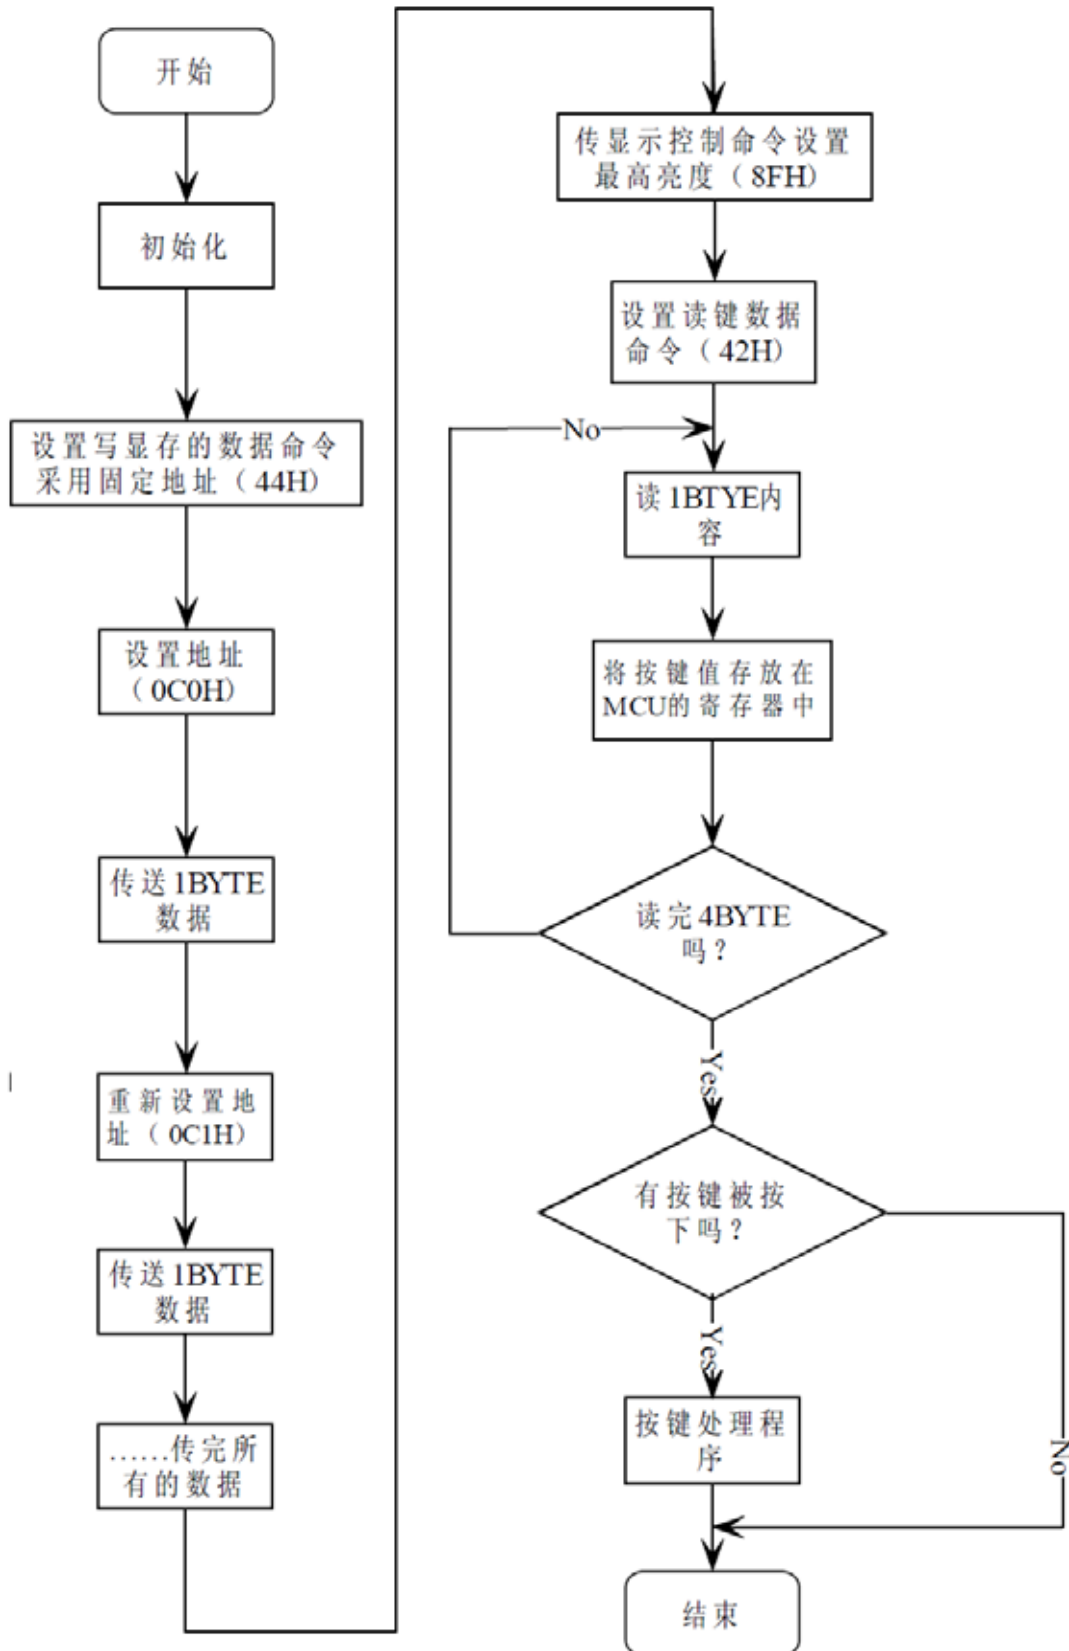 开始
初始化
设置写显存的数据命令
采用固定地址(44H)
设置地址
(0C0H)
传送1BYTE
数据
重新设置地
址(0C1H)
传送1BYTE
数据
……传完所
有的数据
传显示控制命令设置
最高亮度(8FH)
设置读键数据
命令(42H)
No
读1BTYE内
容
将按键值存放在
MCU的寄存器中
读完4BYTE
吗?
Yes
有按键被按
下吗?
Yes
按键处理程
序
No
结束